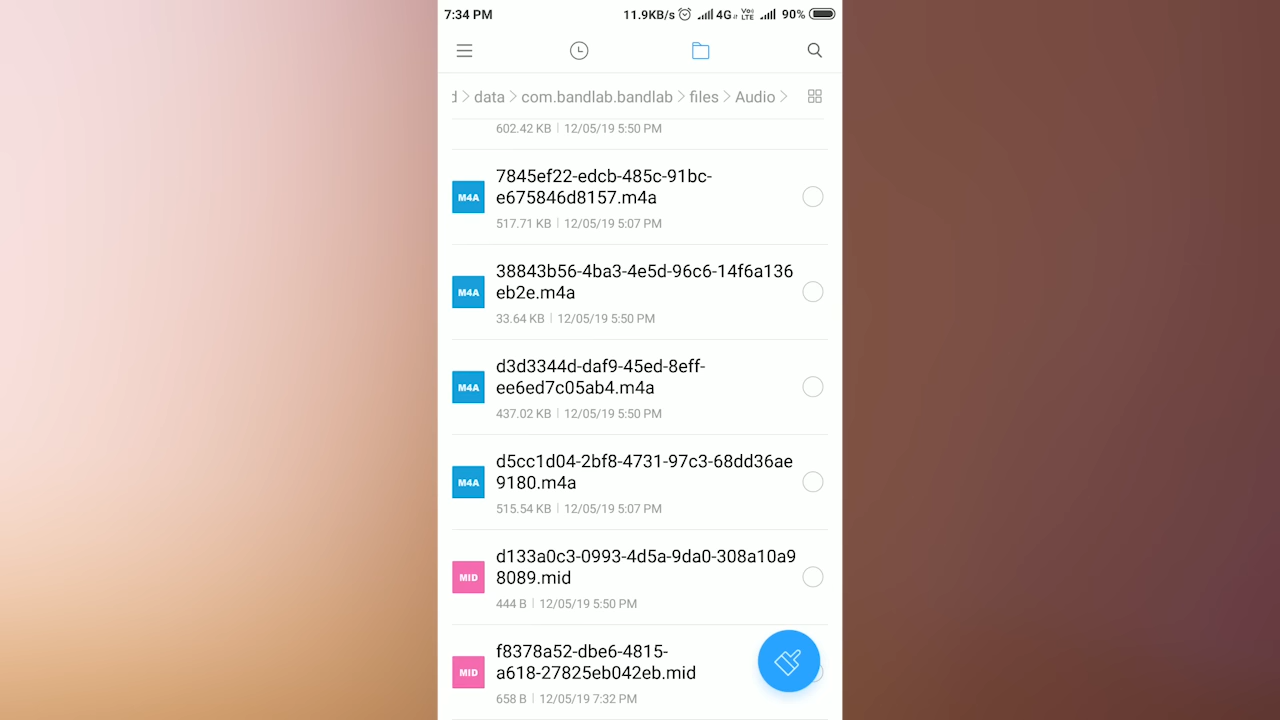 7:34 PM 11.9KB/s 4G Vo) LTE 90%
d > data > com.bandlab.bandlab > files > Audio >
602.42 KB | 12/05/19 5:50 PM
7845ef22-edcb-485c-91bc-
e675846d8157.m4a
M4A
517.71 KB | 12/05/19 5:07 PM
38843b56-4ba3-4e5d-96c6-14f6a136
eb2e.m4a
M4A
33.64 KB | 12/05/19 5:50 PM
d3d3344d-daf9-45ed-8eff-
ee6ed7c05ab4.m4a
M4A
437.02 KB | 12/05/19 5:50 PM
d5cc1d04-2bf8-4731-97c3-68dd36ae
9180.m4a
M4A
515.54 KB | 12/05/19 5:07 PM
d133a0c3-0993-4d5a-9da0-308a10a9
8089.mid
MID
444 B | 12/05/19 5:50 PM
f8378a52-dbe6-4815-
a618-27825eb042eb.mid
MID
658 B | 12/05/19 7:32 PM